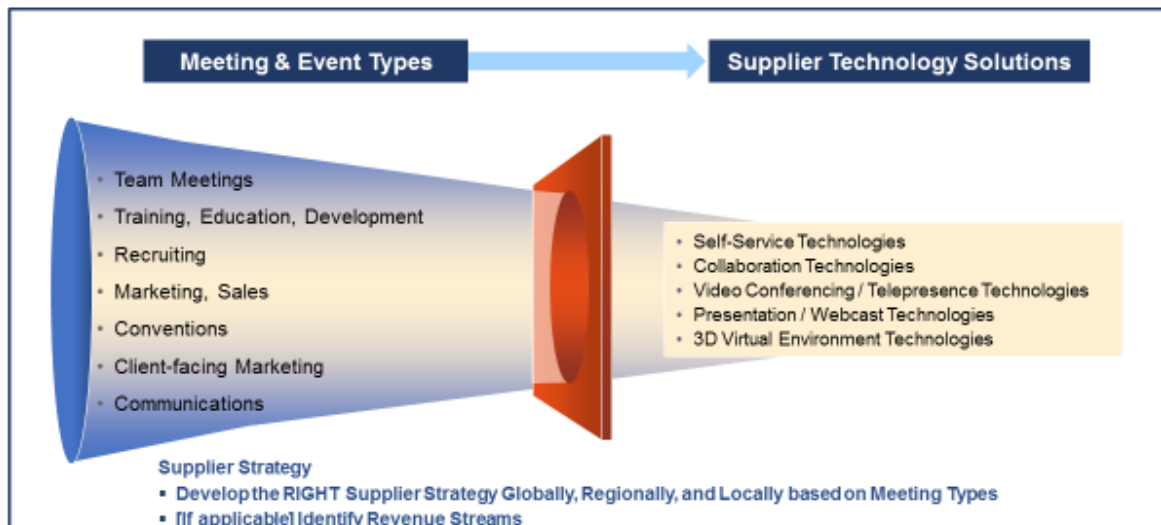 Meeting & Event Types
Supplier Technology Solutions
• Team Meetings
• Training, Education, Development
• Recruiting
• Marketing, Sales
• Conventions
• Client-facing Marketing
• Communications
• Self-Service Technologies
• Collaboration Technologies
• Video Conferencing / Telepresence Technologies
• Presentation / Webcast Technologies
• 3D Virtual Environment Technologies
Supplier Strategy
▪ Develop the RIGHT Supplier Strategy Globally, Regionally, and Locally based on Meeting Types
▪ [If applicable] Identify Revenue Streams